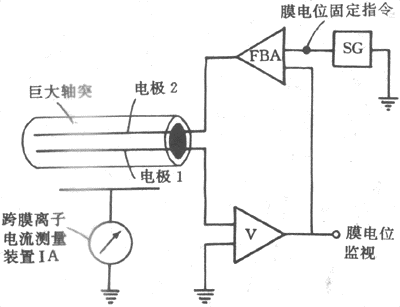 膜电位固定指令
FBA
SG
巨大轴突
电极 2
电极 1
跨膜离子
电流测量
装置 IA
V
膜电位
监视